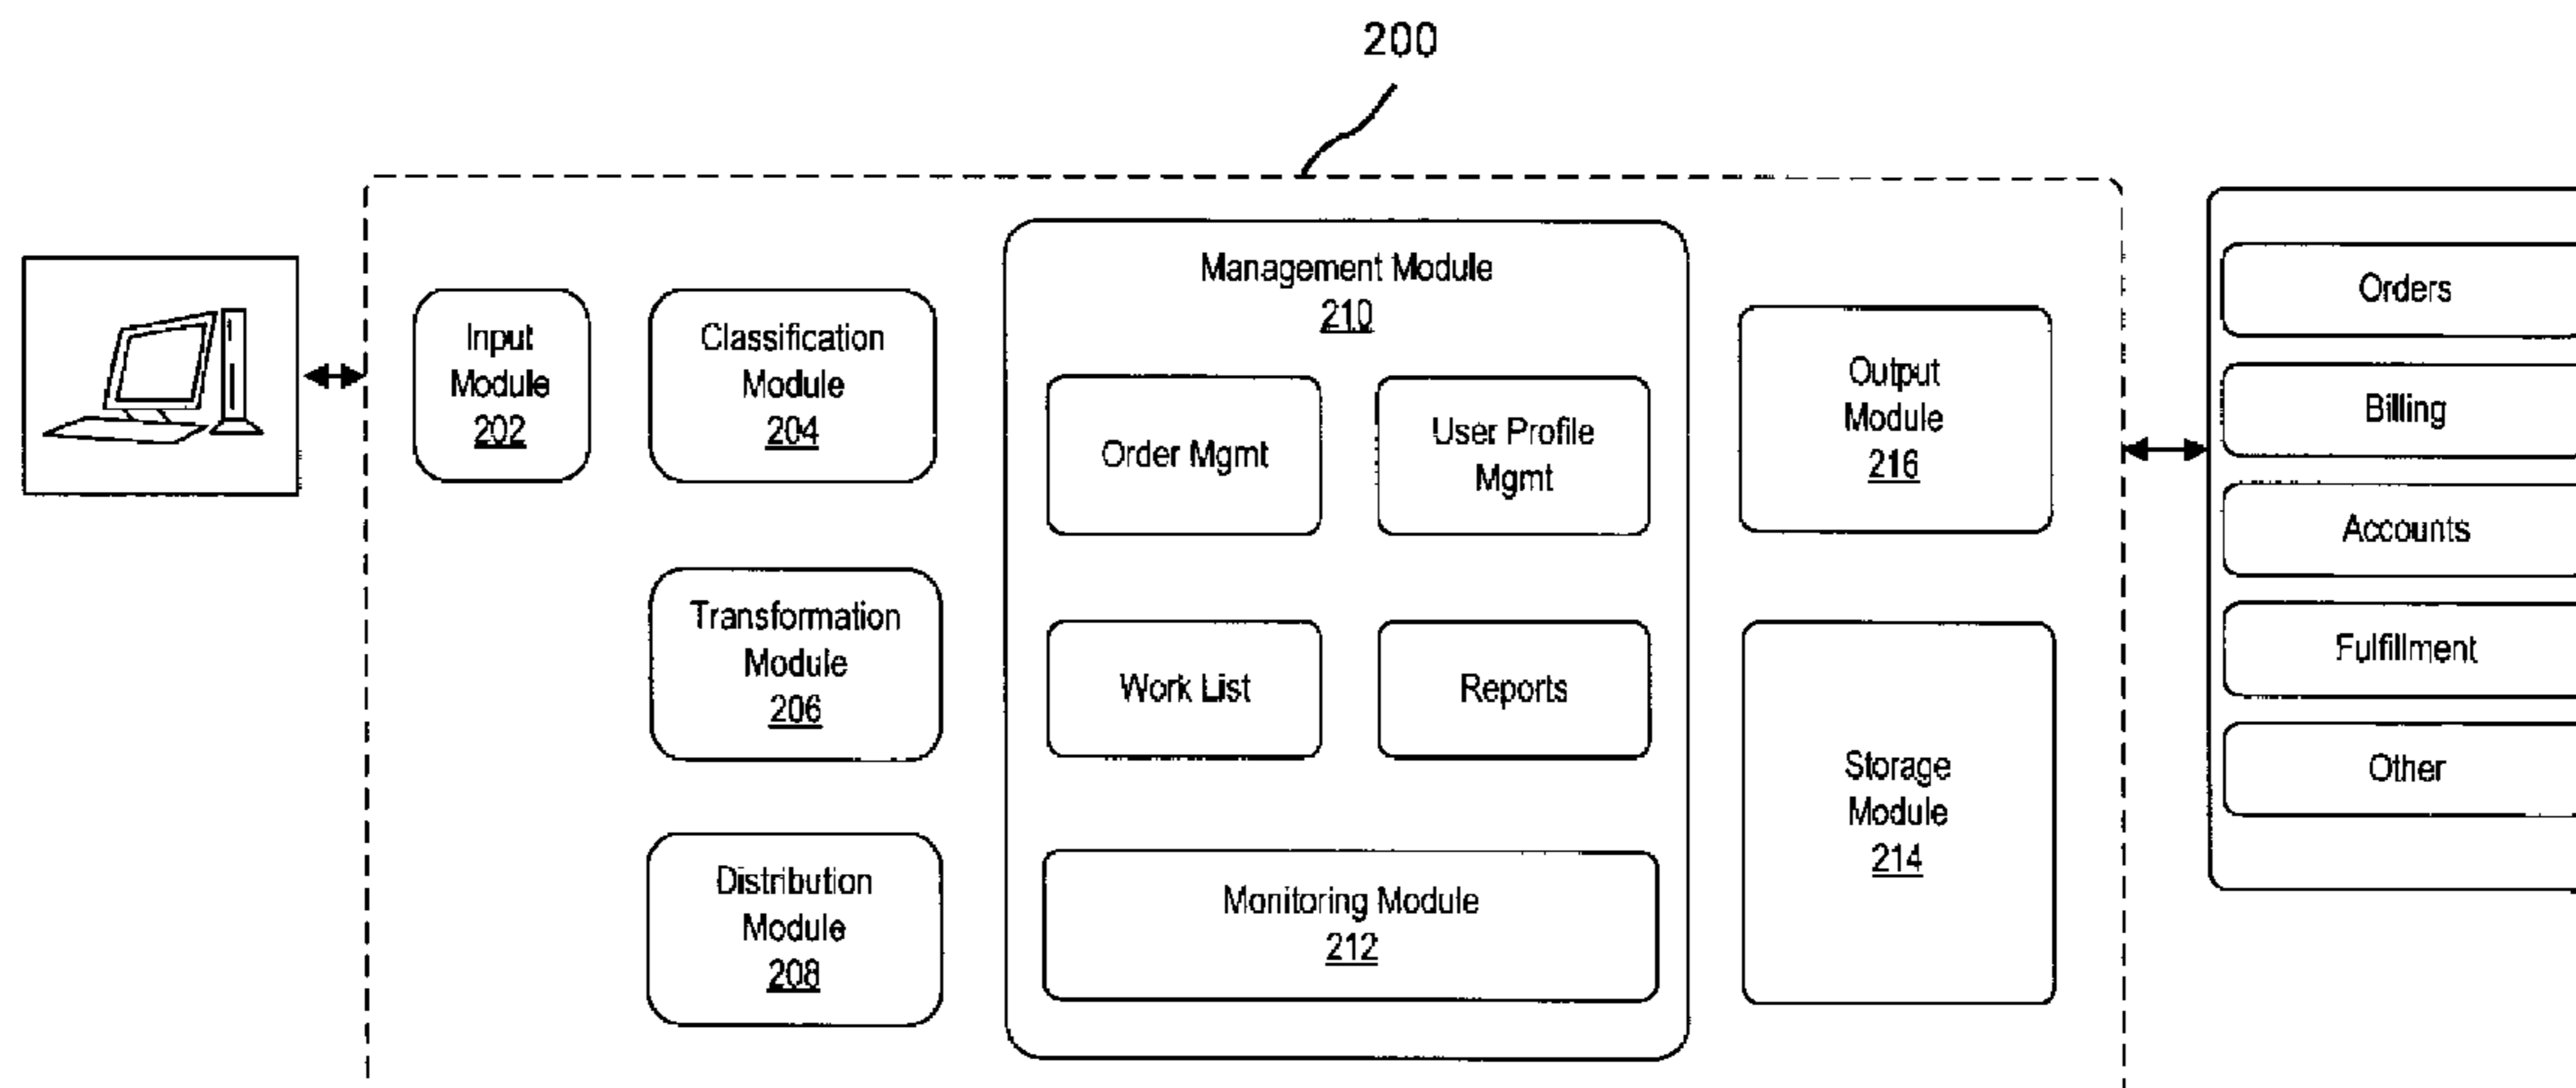 200
Input
Module
202
Classification
Module
204
Transformation
Module
206
Distribution
Module
208
Management Module
210
Order Mgmt
User Profile
Mgmt
Work List
Reports
Monitoring Module
212
Output
Module
216
Storage
Module
214
Orders
Billing
Accounts
Fulfillment
Other